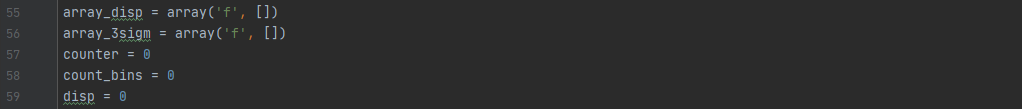 55 array_disp = array('f', [])
56 array_3sigm = array('f', [])
57 counter = 0
58 count_bins = 0
59 disp = 0